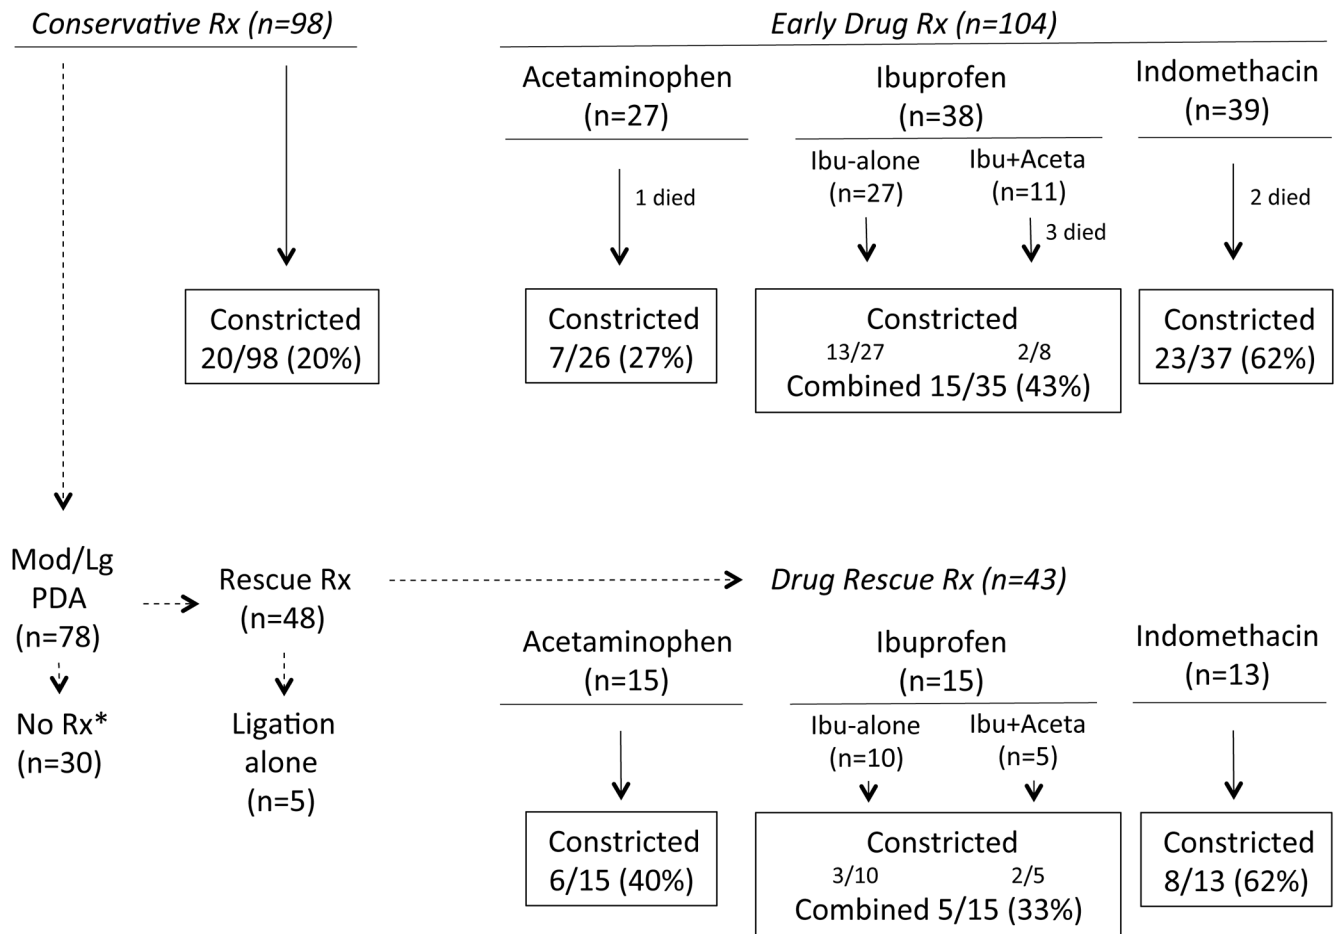 Conservative Rx (n=98)
Early Drug Rx (n=104)
Acetaminophen
(n=27)
Ibuprofen
(n=38)
Indomethacin
(n=39)
Ibu-alone
(n=27)
Ibu+Aceta
(n=11)
1 died
3 died
2 died
Constricted
20/98 (20%)
Constricted
7/26 (27%)
Constricted
13/27 2/8
Combined 15/35 (43%)
Constricted
23/37 (62%)
Mod/Lg
PDA
(n=78)
Rescue Rx
(n=48)
Drug Rescue Rx (n=43)
No Rx*
(n=30)
Ligation
alone
(n=5)
Acetaminophen
(n=15)
Ibuprofen
(n=15)
Indomethacin
(n=13)
Ibu-alone
(n=10)
Ibu+Aceta
(n=5)
Constricted
6/15 (40%)
Constricted
3/10 2/5
Combined 5/15 (33%)
Constricted
8/13 (62%)